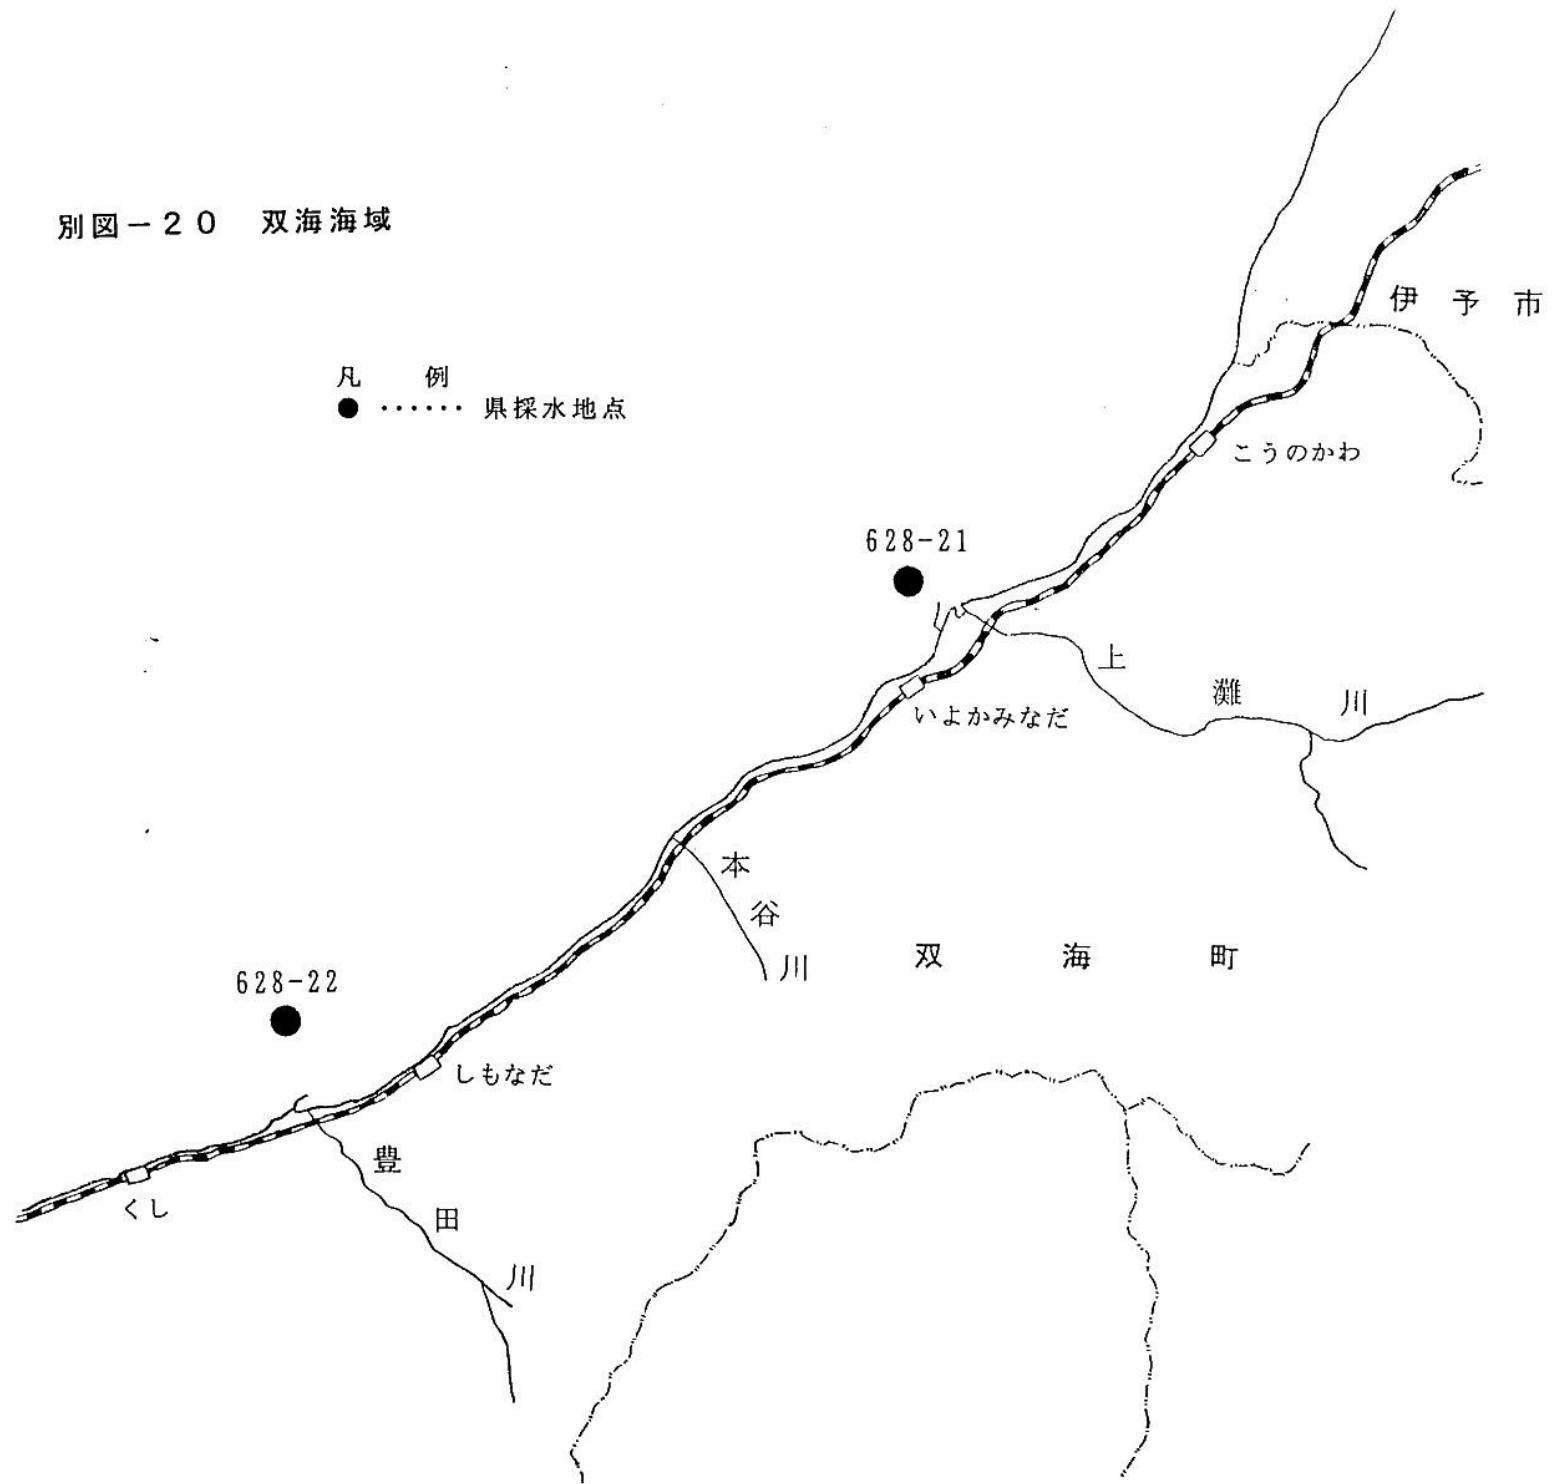 別図－２０　双海海域
凡　例
● ‥‥‥ 県採水地点
伊予市
こうのかわ
628-21
上灘川
いよかみなだ
本谷川
双海町
628-22
しもなだ
豊田川
くし